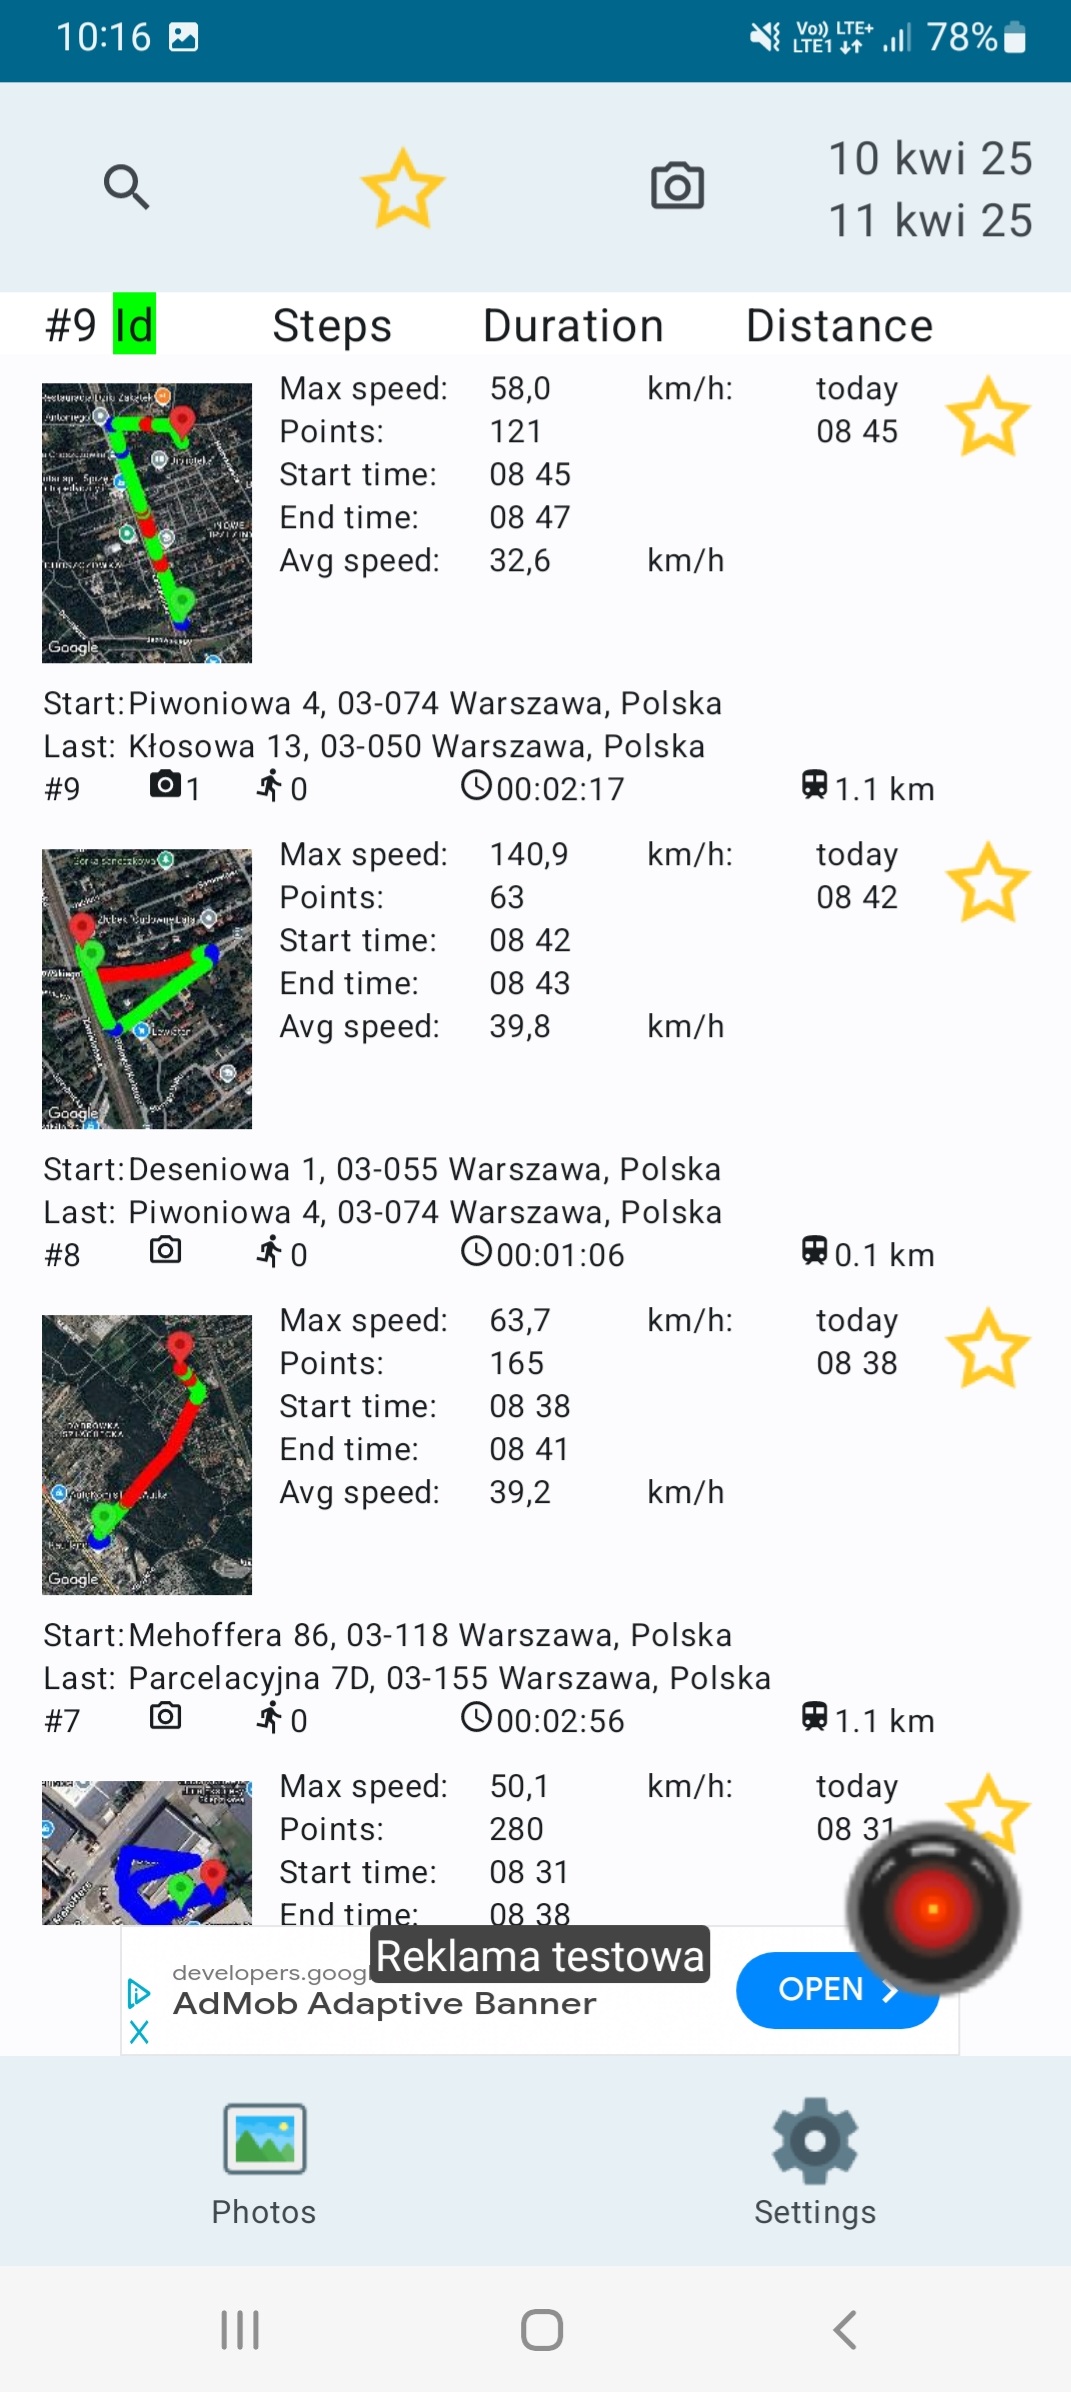 10:16 Vo)) LTE+ LTE1 78%
10 kwi 25
11 kwi 25
#9 Id Steps Duration Distance
Max speed: 58,0 km/h: today
Points: 121 08 45
Start time: 08 45
End time: 08 47
Avg speed: 32,6 km/h
Google
Start: Piwoniowa 4, 03-074 Warszawa, Polska
Last: Kłosowa 13, 03-050 Warszawa, Polska
#9 1 0 00:02:17 1.1 km
Max speed: 140,9 km/h: today
Points: 63 08 42
Start time: 08 42
End time: 08 43
Avg speed: 39,8 km/h
Google
Start: Deseniowa 1, 03-055 Warszawa, Polska
Last: Piwoniowa 4, 03-074 Warszawa, Polska
#8 0 00:01:06 0.1 km
Max speed: 63,7 km/h: today
Points: 165 08 38
Start time: 08 38
End time: 08 41
Avg speed: 39,2 km/h
Google
Start: Mehoffera 86, 03-118 Warszawa, Polska
Last: Parcelacyjna 7D, 03-155 Warszawa, Polska
#7 0 00:02:56 1.1 km
Max speed: 50,1 km/h: today
Points: 280 08 31
Start time: 08 31
End time: 08 38
Reklama testowa
developers.googl
AdMob Adaptive Banner
OPEN
Photos Settings